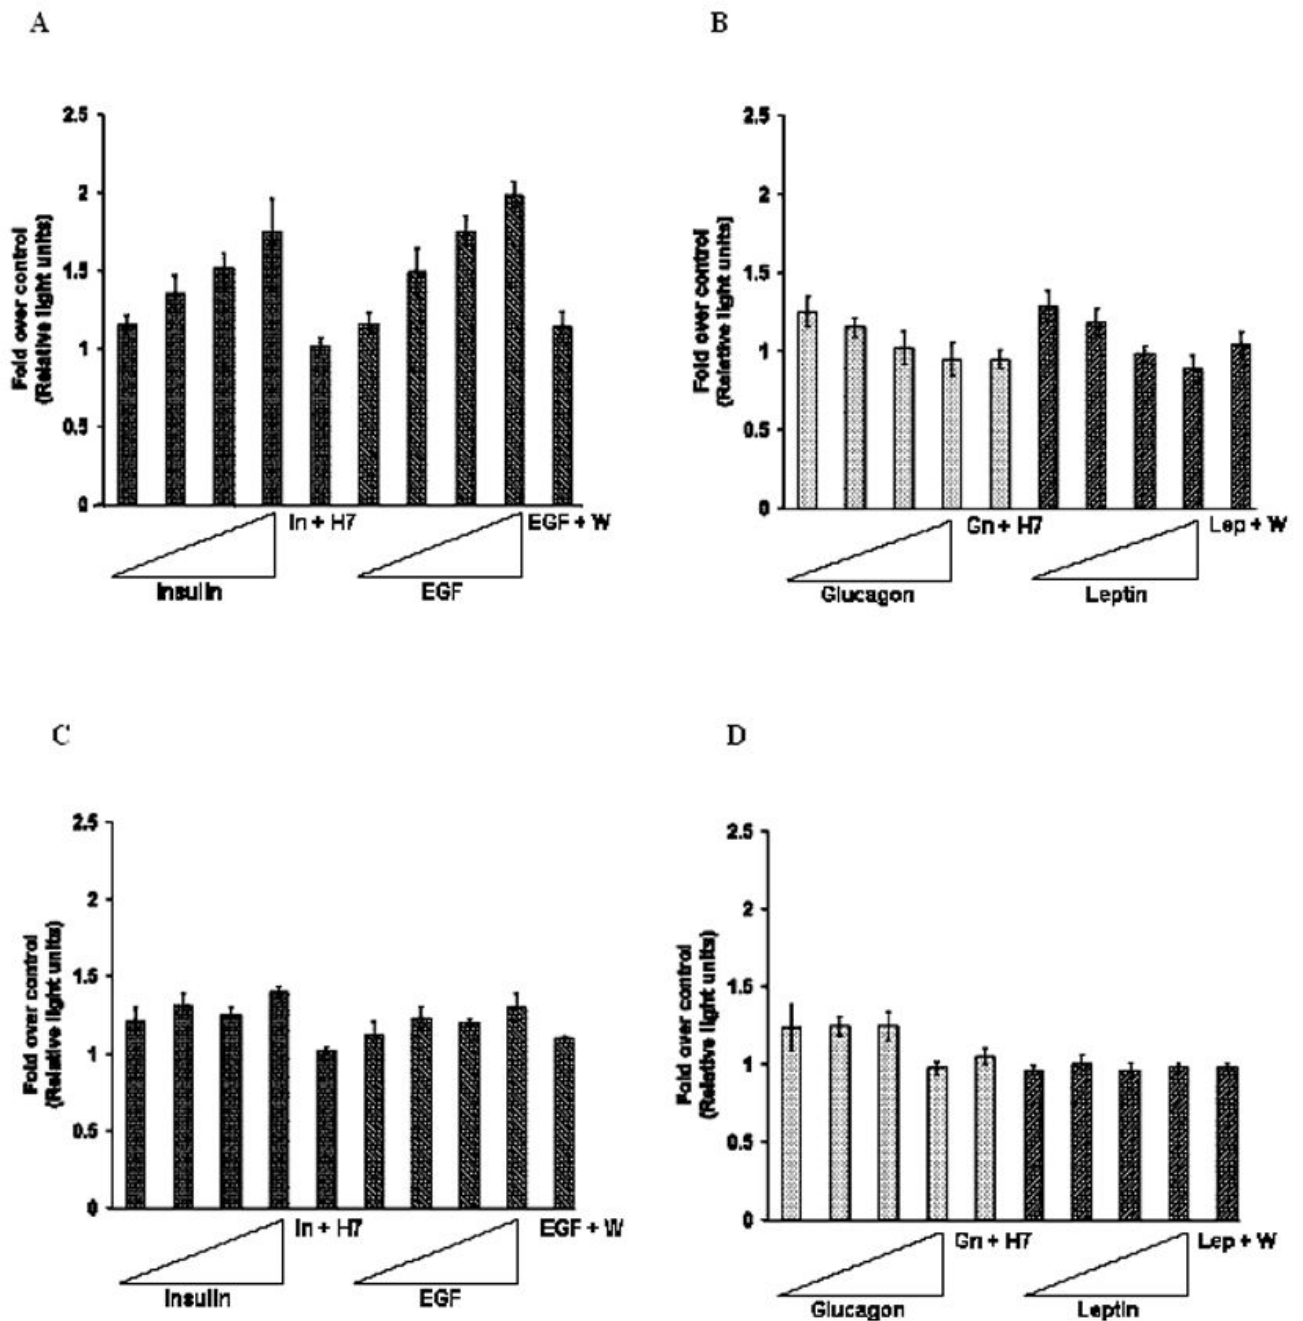 A
Fold over control
(Relative light units)
2.5
2
1.5
1
0.5
0
In + H7
EGF + W
Insulin
EGF
B
Fold over control
(Relative light units)
2.5
2
1.5
1
0.5
0
Gn + H7
Lep + W
Glucagon
Leptin
C
Fold over control
(Relative light units)
2.5
2
1.5
1
0.5
0
In + H7
EGF + W
Insulin
EGF
D
Fold over control
(Relative light units)
2.5
2
1.5
1
0.5
0
Gn + H7
Lep + W
Glucagon
Leptin